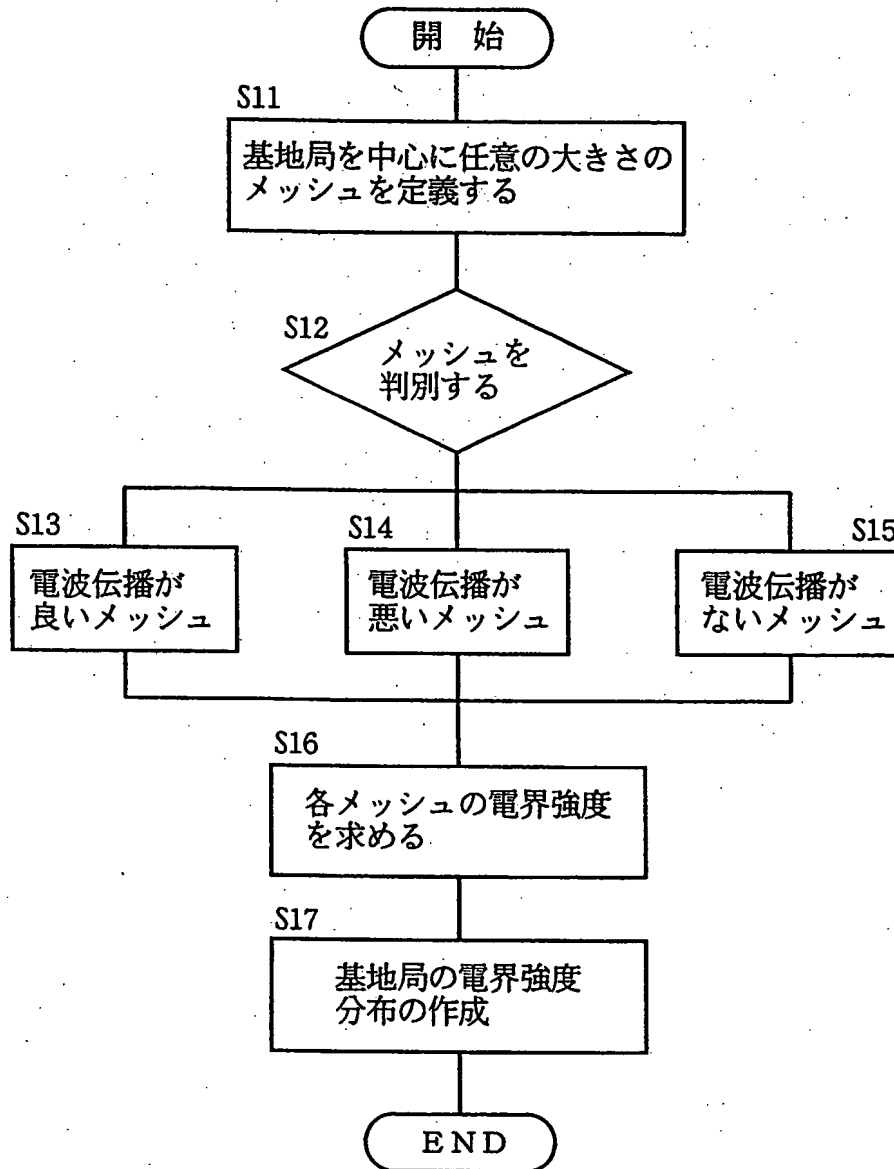 開 始
S11
基地局を中心に任意の大きさの
メッシュを定義する
S12
メッシュを
判別する
S13
電波伝播が
良いメッシュ
S14
電波伝播が
悪いメッシュ
S15
電波伝播が
ないメッシュ
S16
各メッシュの電界強度
を求める
S17
基地局の電界強度
分布の作成
END